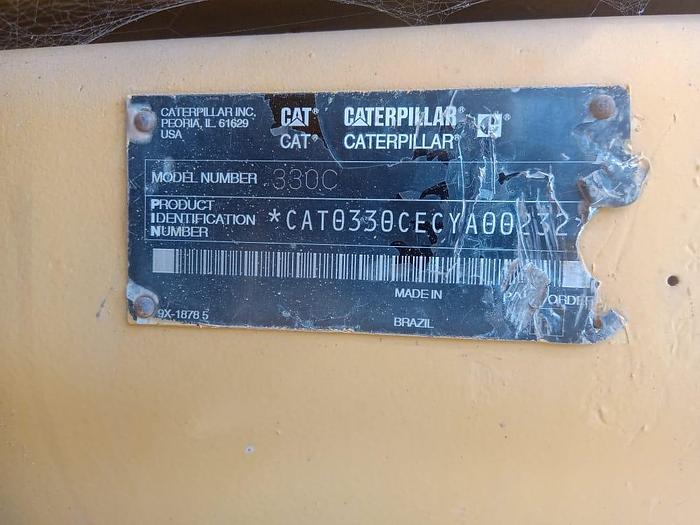 CATERPILLAR INC.
PEORIA, IL. 61629
USA
CAT® CATERPILLAR® C®
CAT® CATERPILLAR®
MODEL NUMBER 330C
PRODUCT
IDENTIFICATION
NUMBER
*CAT0330CECYA00232*
MADE IN
BRAZIL
ORDER
9X-1878 5